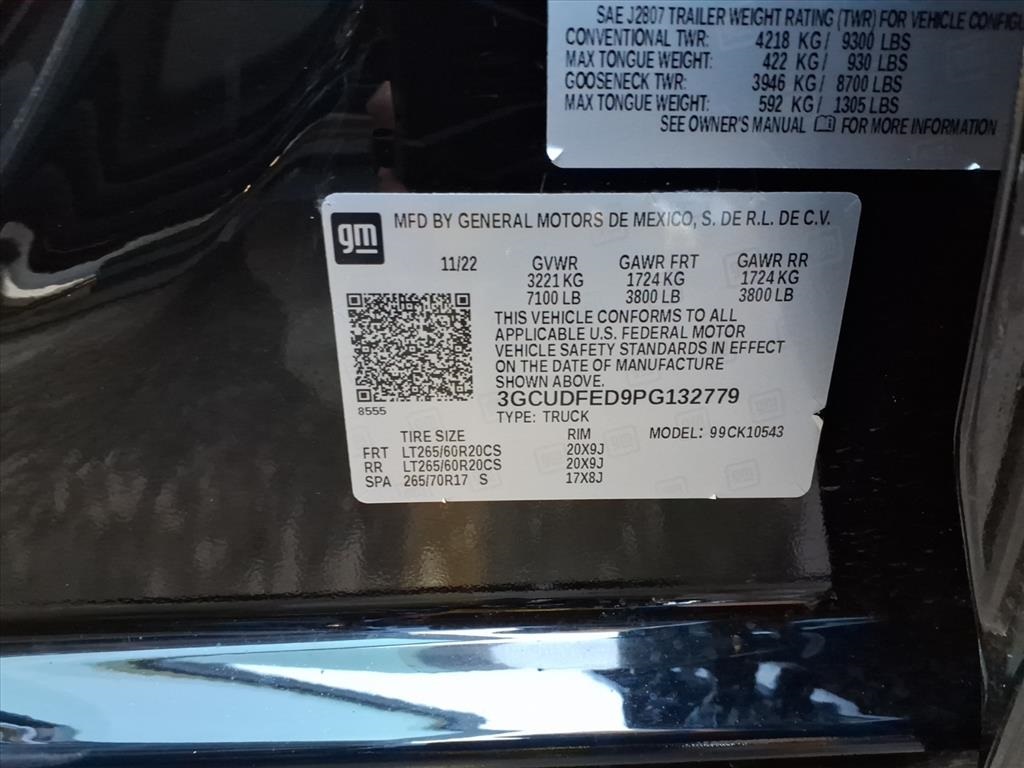 SAE J2807 TRAILER WEIGHT RATING (TWR) FOR VEHICLE
CONVENTIONAL TWR: 4218 KG/ 9300 LBS
MAX TONGUE WEIGHT: 422 KG/ 930 LBS
GOOSENECK TWR: 3946 KG/ 8700 LBS
MAX TONGUE WEIGHT: 592 KG/ 1305 LBS
SEE OWNER'S MANUAL FOR MORE INFORMATION
gm
MFD BY GENERAL MOTORS DE MEXICO, S. DE R.L. DE C.V.
11/22 GVWR GAWR FRT GAWR RR
3221 KG 1724 KG 1724 KG
7100 LB 3800 LB 3800 LB
THIS VEHICLE CONFORMS TO ALL
APPLICABLE U.S. FEDERAL MOTOR
VEHICLE SAFETY STANDARDS IN EFFECT
ON THE DATE OF MANUFACTURE
SHOWN ABOVE.
8555
3GCUDFED9PG132779
TYPE: TRUCK
TIRE SIZE RIM MODEL: 99CK10543
FRT LT265/60R20CS 20X9J
RR LT265/60R20CS 20X9J
SPA 265/70R17 S 17X8J